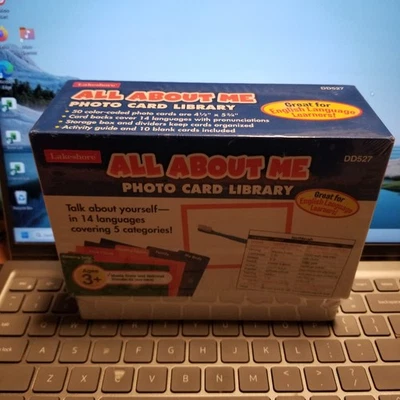 Lakeshore
DD527
ALL ABOUT ME
PHOTO CARD LIBRARY
• 50 color-coded photo cards are 4½" x 5¾"
• Card backs cover 14 languages with pronunciations
• Storage box and dividers keep cards organized
• Activity guide and 10 blank cards included
Great for
English Language
Learners!
Lakeshore
DD527
ALL ABOUT ME
PHOTO CARD LIBRARY
Talk about yourself—
in 14 languages
covering 5 categories!
Great for
English Language
Learners!
Ages
3+